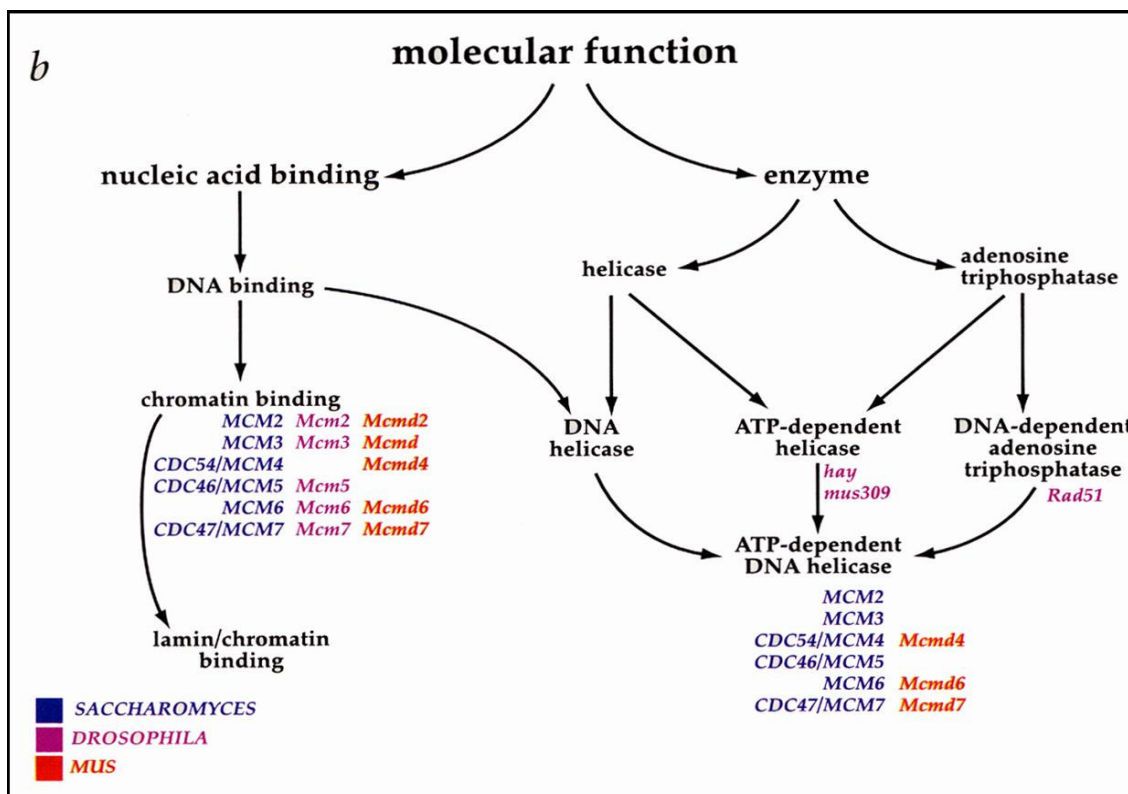 b
molecular function
nucleic acid binding
enzyme
DNA binding
helicase
adenosine
triphosphatase
chromatin binding
MCM2 Mcm2 Mcmd2
MCM3 Mcm3 Mcmd
CDC54/MCM4 Mcmd4
CDC46/MCM5 Mcm5
MCM6 Mcm6 Mcmd6
CDC47/MCM7 Mcm7 Mcmd7
DNA
helicase
ATP-dependent
helicase
hay
mus309
DNA-dependent
adenosine
triphosphatase
Rad51
ATP-dependent
DNA helicase
MCM2
MCM3
CDC54/MCM4 Mcmd4
CDC46/MCM5
MCM6 Mcmd6
CDC47/MCM7 Mcmd7
lamin/chromatin
binding
SACCHAROMYCES
DROSOPHILA
MUS